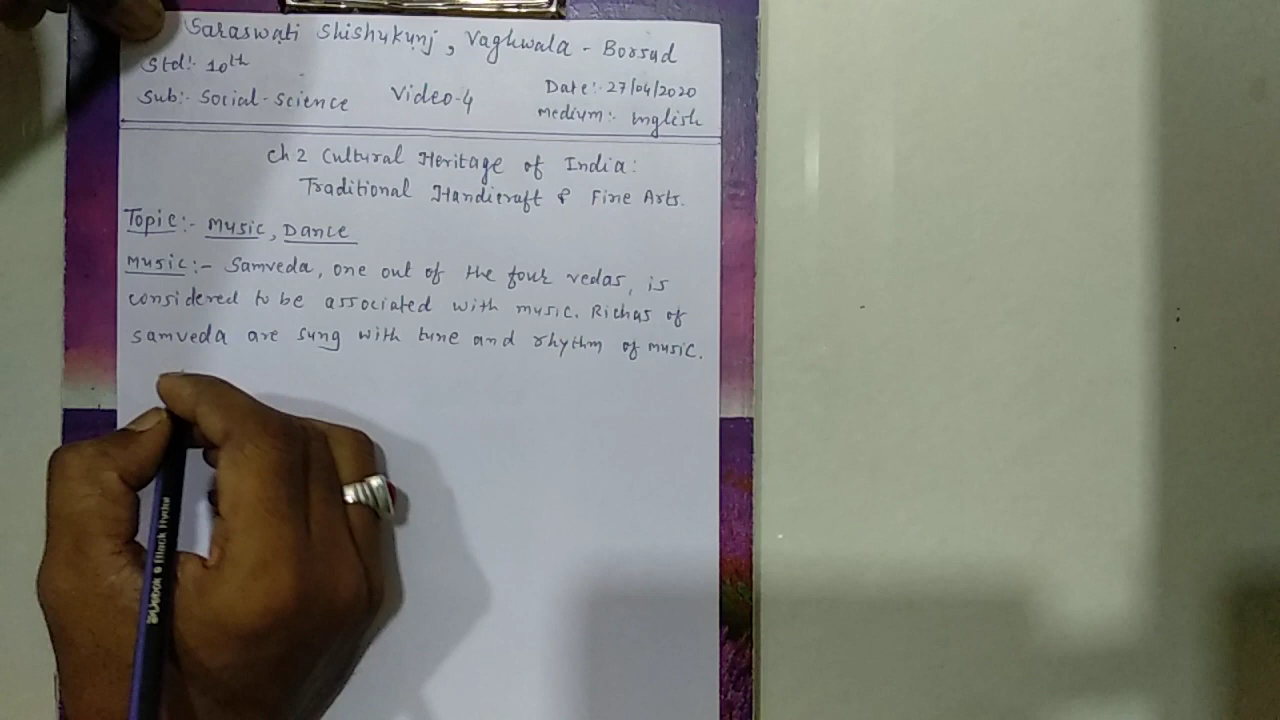 Saraswati Shishukunj, Vaghwala - Borsad
Std:- 10th
Date:- 27/04/2020
Sub:- Social-science Video-4
Medium:- English
Ch 2 Cultural Heritage of India:
Traditional Handicraft & Fine Arts.
Topic:- Music, Dance
Music:- Samveda, one out of the four vedas, is
considered to be associated with music. Richas of
samveda are sung with tune and rhythm of music.